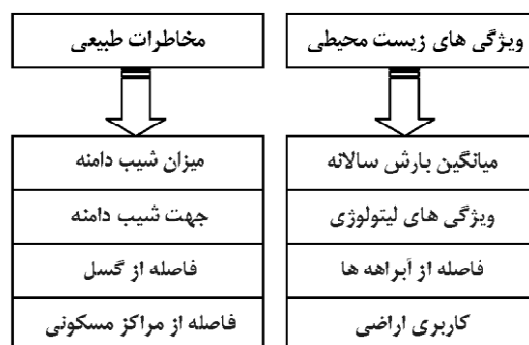 ویژگی های زیست محیطی
میانگین بارش سالانه
ویژگی های لیتولوژی
فاصله از آبراهه ها
کاربری اراضی
مخاطرات طبیعی
میزان شیب دامنه
جهت شیب دامنه
فاصله از گسل
فاصله از مراکز مسکونی